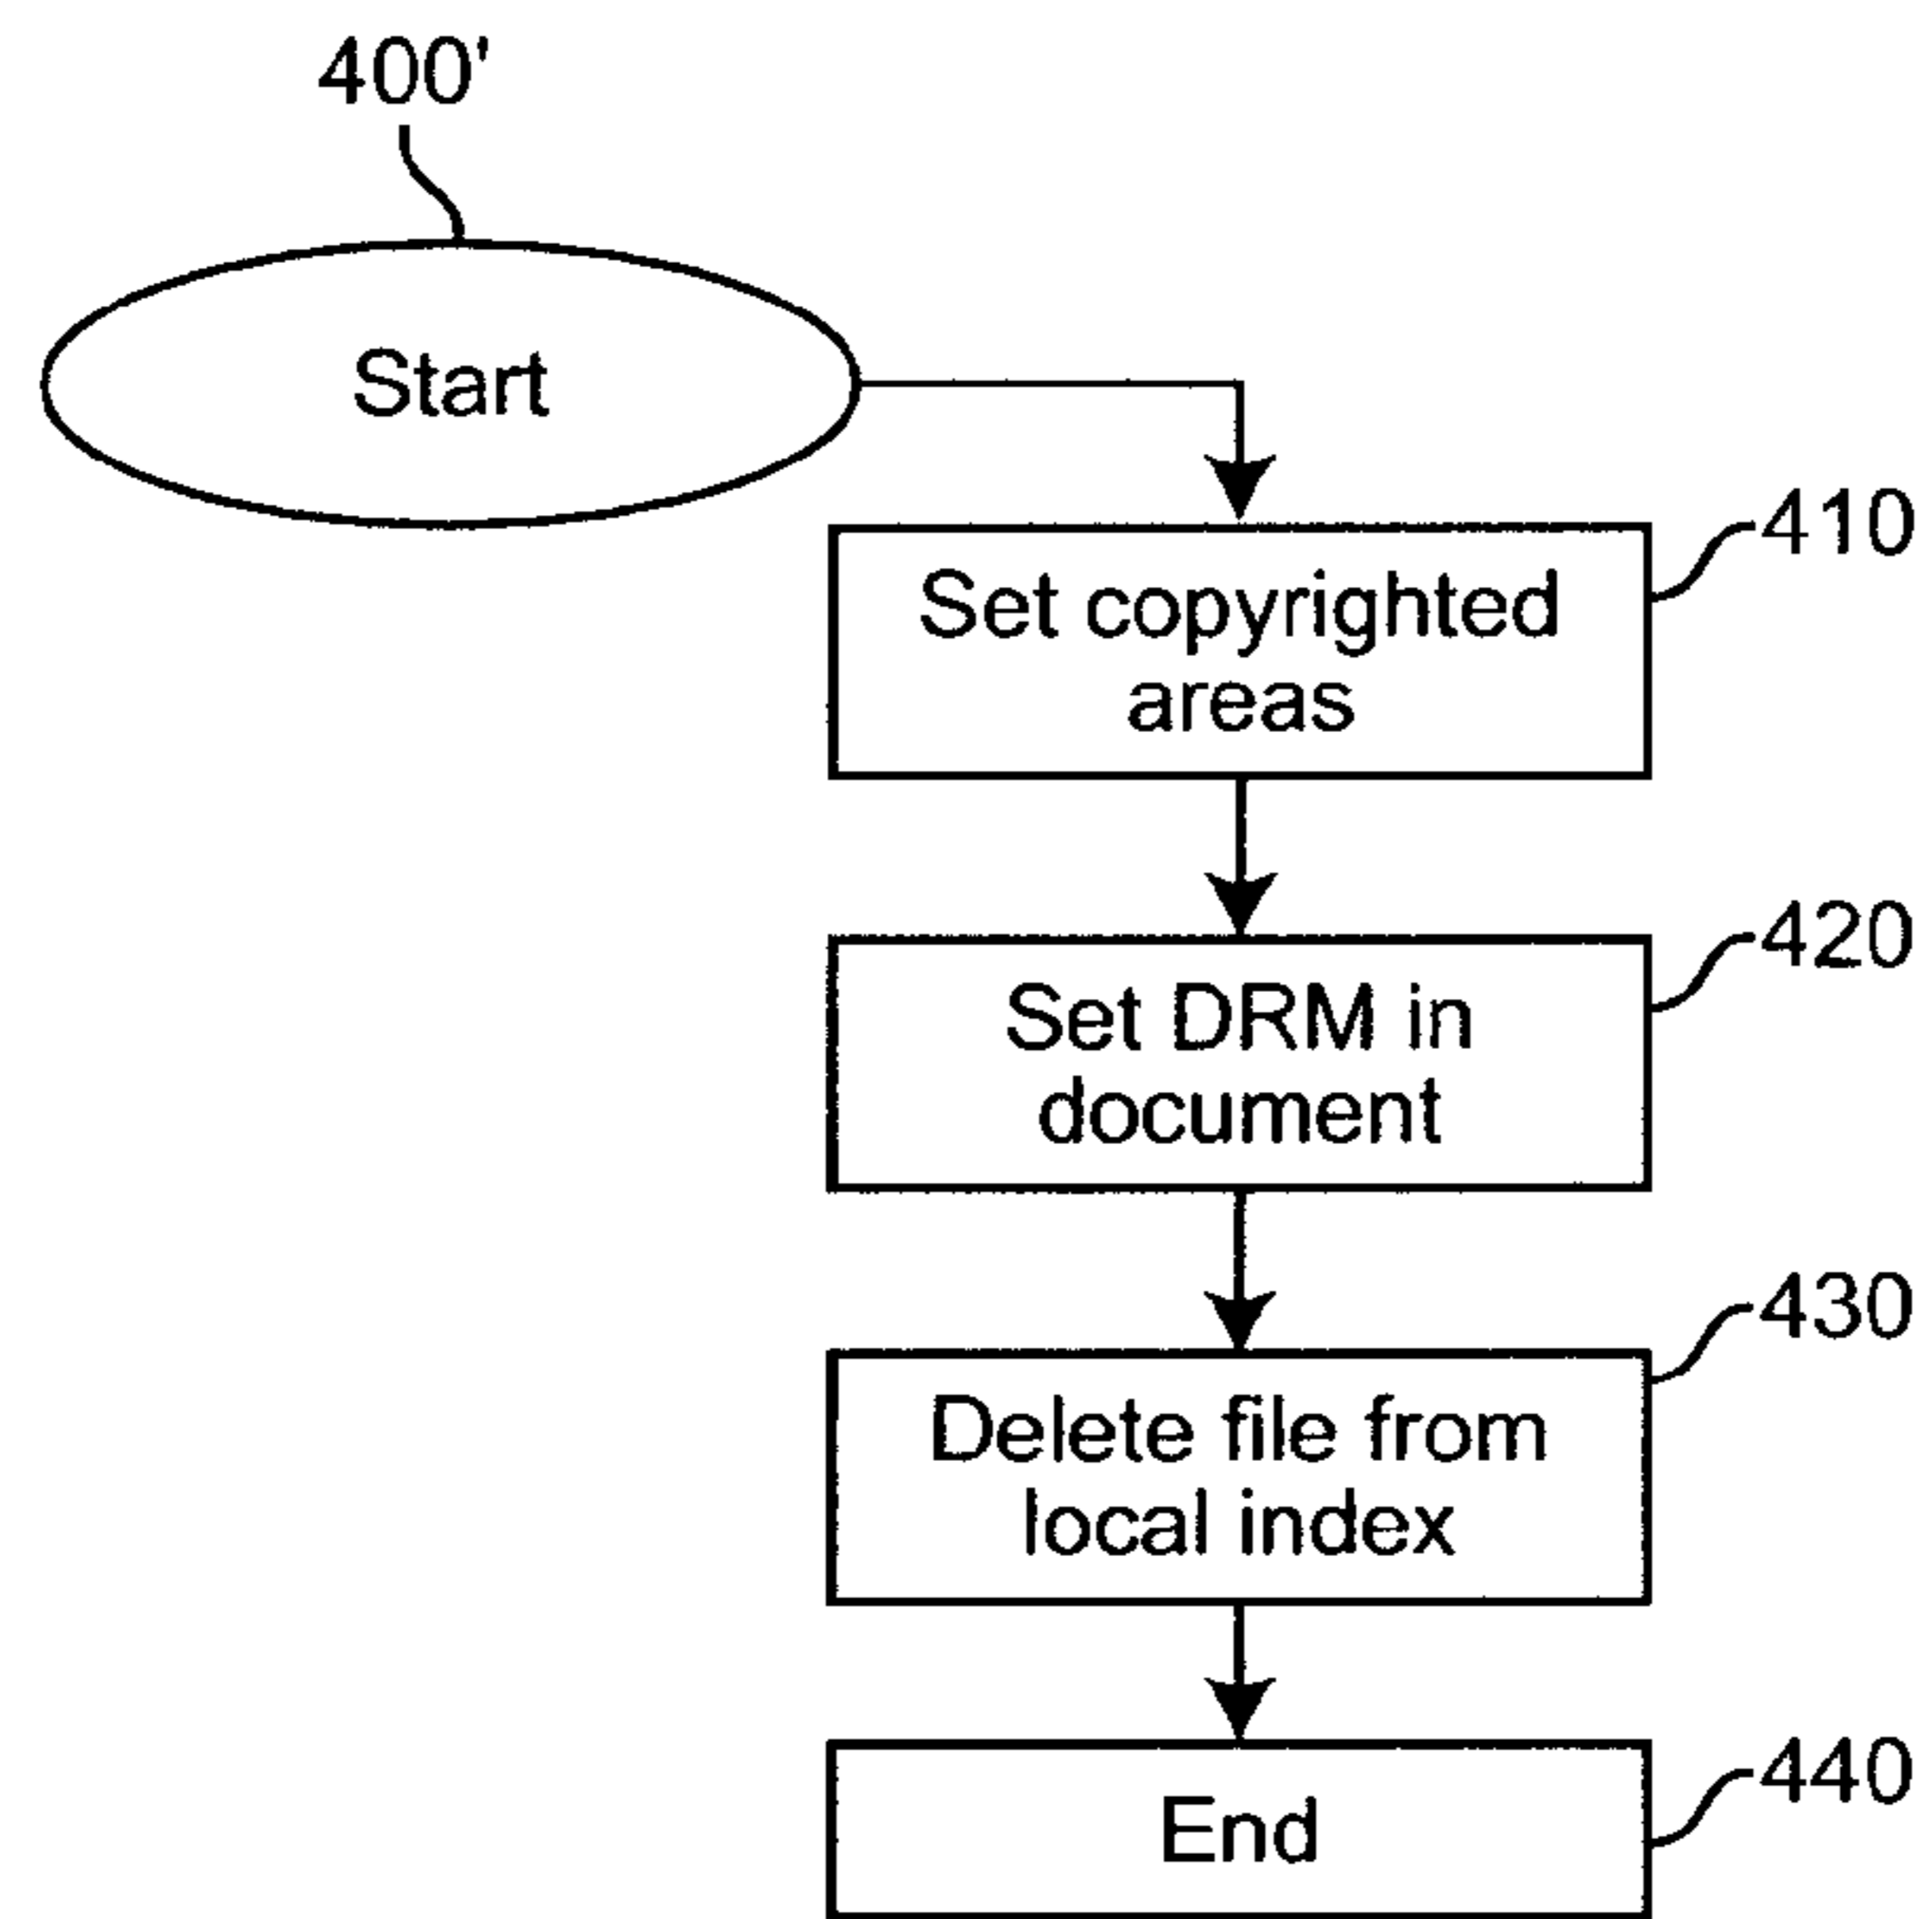 400'
Start
410
Set copyrighted
areas
420
Set DRM in
document
430
Delete file from
local index
440
End